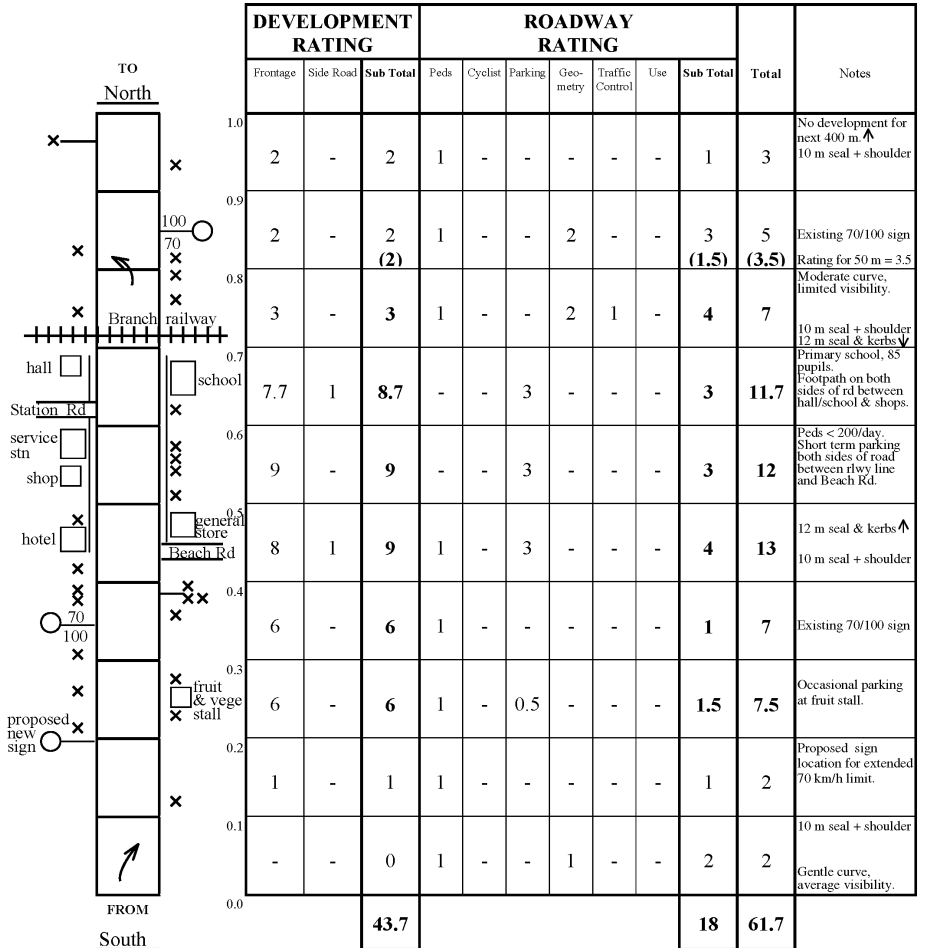 DEVELOPMENT
RATING
ROADWAY
RATING
TO
North
Frontage Side Road Sub Total Peds Cyclist Parking Geo-
metry Traffic
Control Use Sub Total Total Notes
1.0
2 - 2 1 - - - - - 1 3
No development for
next 400 m.↑
10 m seal + shoulder
0.9
100
70
2 - 2 1 - - 2 - - 3 5
(2) (1.5) (3.5)
Existing 70/100 sign
Rating for 50 m = 3.5
0.8
Branch railway
3 - 3 1 - - 2 1 - 4 7
Moderate curve,
limited visibility.
10 m seal + shoulder
12 m seal & kerbs↓
0.7
hall
school
Station Rd
7.7 1 8.7 - - 3 - - - 3 11.7
Primary school, 85
pupils.
Footpath on both
sides of rd between
hall/school & shops.
0.6
service
stn
shop
9 - 9 - - 3 - - - 3 12
Peds < 200/day.
Short term parking
both sides of road
between rlwy line
and Beach Rd.
0.5
general
store
hotel
Beach Rd
8 1 9 1 - 3 - - - 4 13
12 m seal & kerbs↑
10 m seal + shoulder
0.4
70
100
6 - 6 1 - - - - - 1 7
Existing 70/100 sign
0.3
fruit
& vege
stall
6 - 6 1 - 0.5 - - - 1.5 7.5
Occasional parking
at fruit stall.
proposed
new
sign
0.2
1 - 1 1 - - - - - 1 2
Proposed sign
location for extended
70 km/h limit.
0.1
- - 0 1 - - 1 - - 2 2
10 m seal + shoulder
Gentle curve,
average visibility.
0.0
FROM
South
43.7 18 61.7